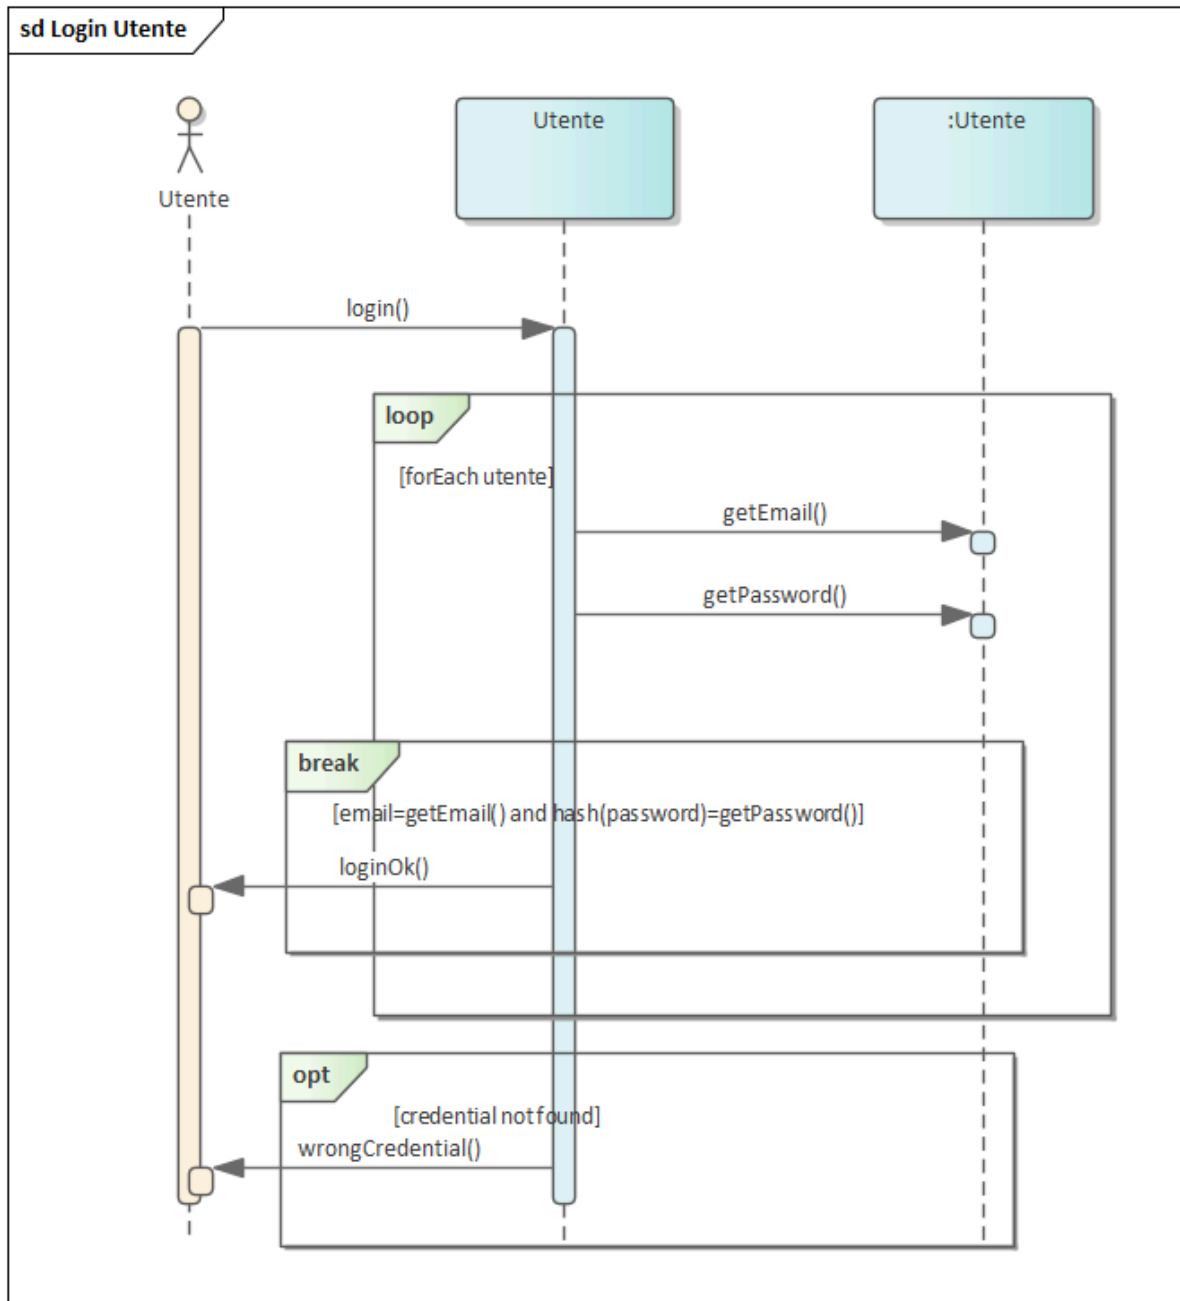 sd Login Utente
Utente
Utente
:Utente
login()
loop
[forEach utente]
getEmail()
getPassword()
break
[email=getEmail() and hash(password)=getPassword()]
loginOk()
opt
[credential not found]
wrongCredential()